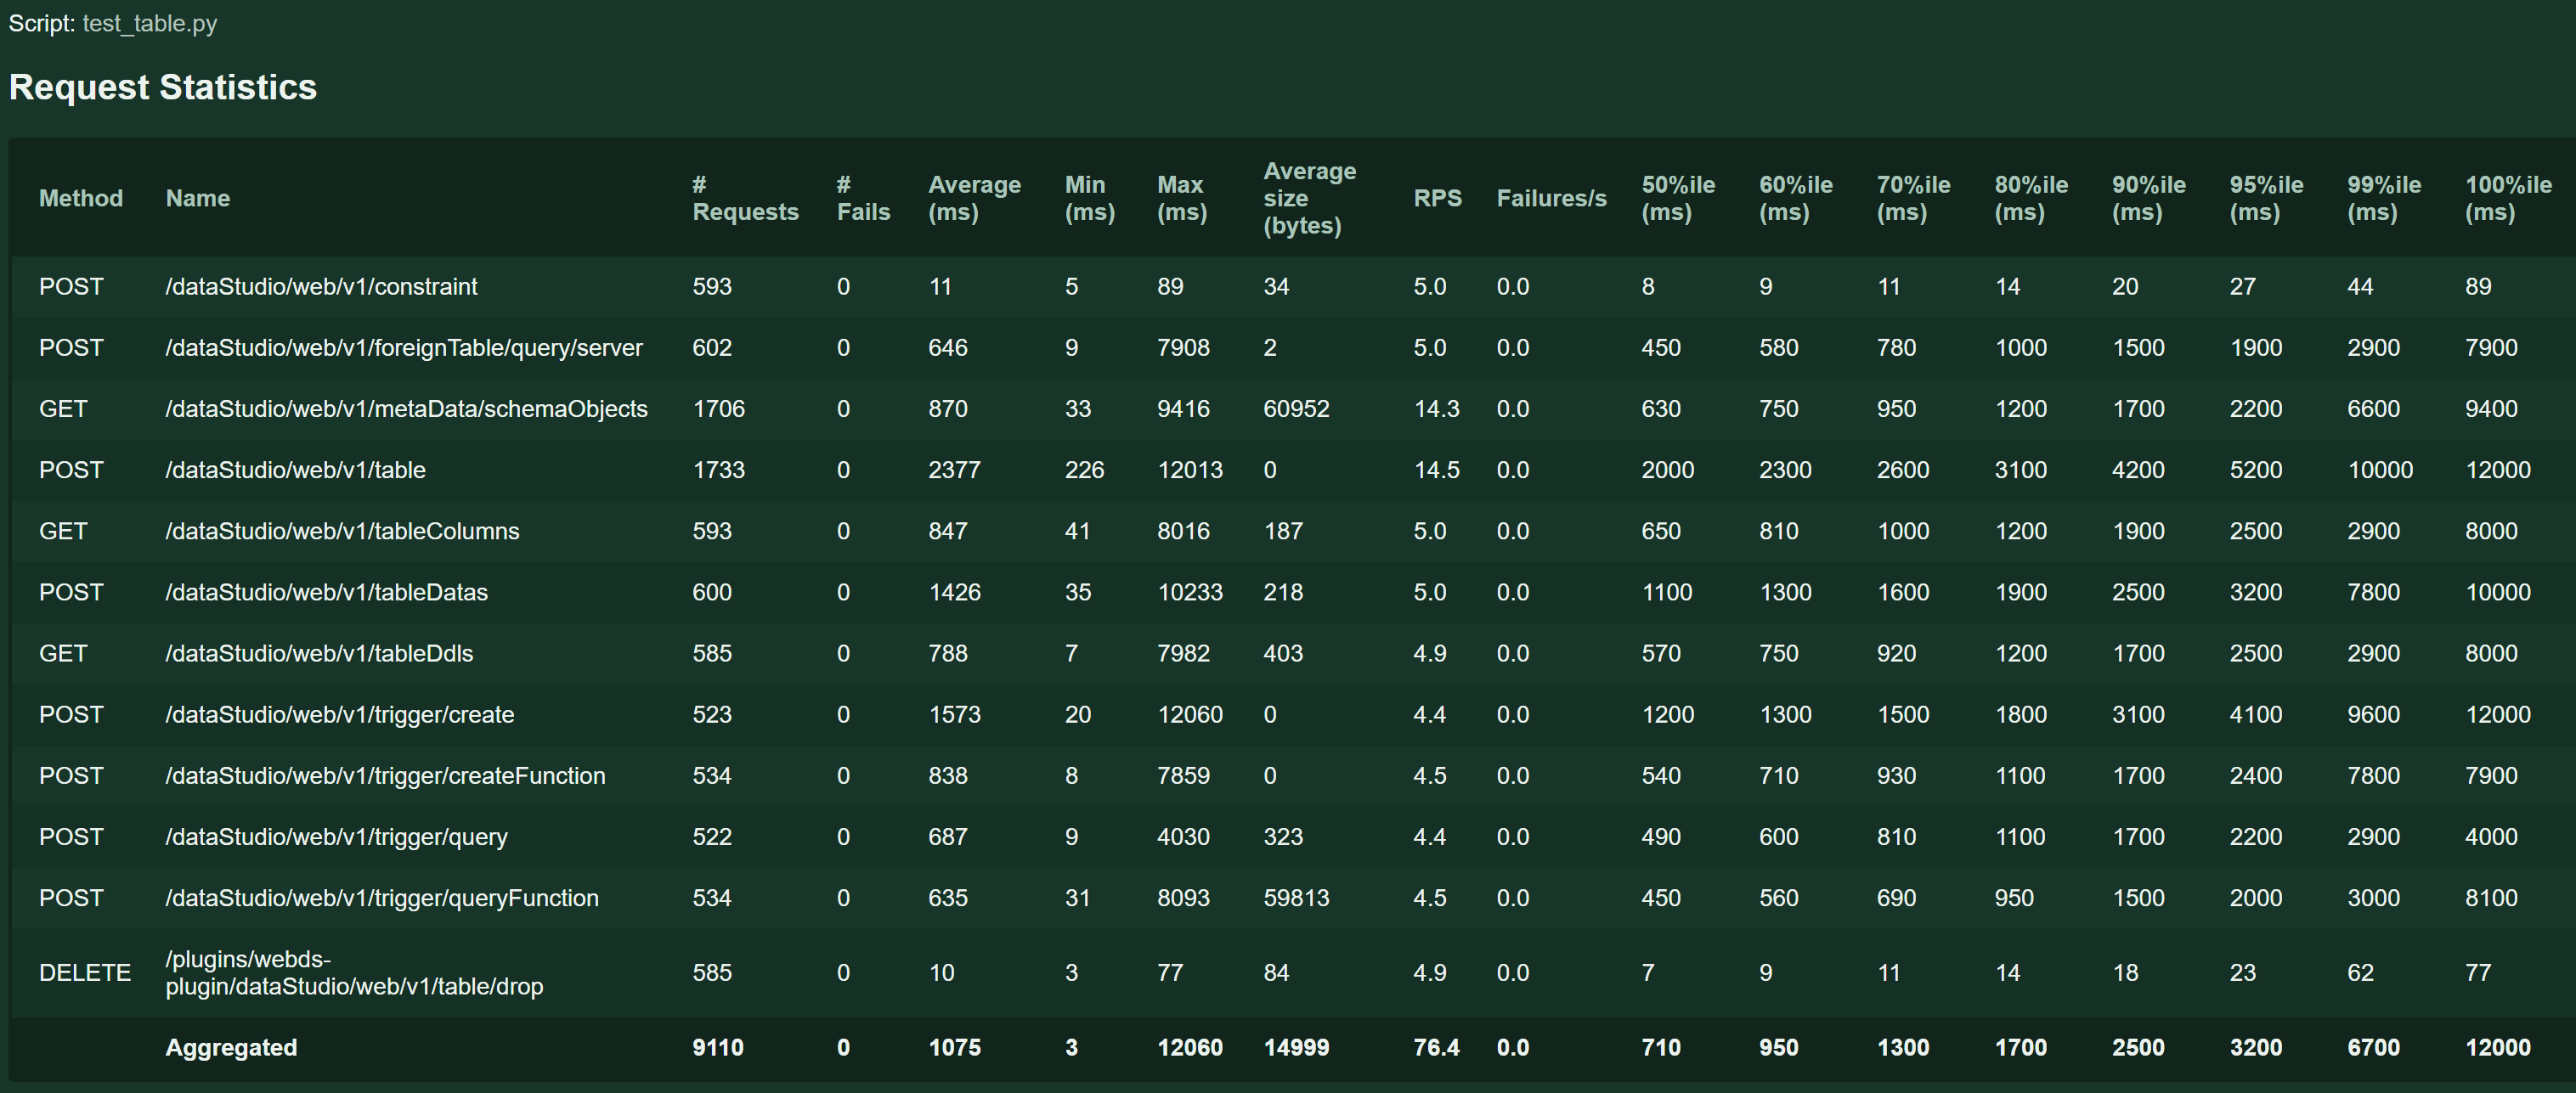 Script: test_table.py
Request Statistics
Method Name # Requests # Fails Average (ms) Min (ms) Max (ms) Average size (bytes) RPS Failures/s 50%ile (ms) 60%ile (ms) 70%ile (ms) 80%ile (ms) 90%ile (ms) 95%ile (ms) 99%ile (ms) 100%ile (ms)
POST /dataStudio/web/v1/constraint 593 0 11 5 89 34 5.0 0.0 8 9 11 14 20 27 44 89
POST /dataStudio/web/v1/foreignTable/query/server 602 0 646 9 7908 2 5.0 0.0 450 580 780 1000 1500 1900 2900 7900
GET /dataStudio/web/v1/metaData/schemaObjects 1706 0 870 33 9416 60952 14.3 0.0 630 750 950 1200 1700 2200 6600 9400
POST /dataStudio/web/v1/table 1733 0 2377 226 12013 0 14.5 0.0 2000 2300 2600 3100 4200 5200 10000 12000
GET /dataStudio/web/v1/tableColumns 593 0 847 41 8016 187 5.0 0.0 650 810 1000 1200 1900 2500 2900 8000
POST /dataStudio/web/v1/tableDatas 600 0 1426 35 10233 218 5.0 0.0 1100 1300 1600 1900 2500 3200 7800 10000
GET /dataStudio/web/v1/tableDdls 585 0 788 7 7982 403 4.9 0.0 570 750 920 1200 1700 2500 2900 8000
POST /dataStudio/web/v1/trigger/create 523 0 1573 20 12060 0 4.4 0.0 1200 1300 1500 1800 3100 4100 9600 12000
POST /dataStudio/web/v1/trigger/createFunction 534 0 838 8 7859 0 4.5 0.0 540 710 930 1100 1700 2400 7800 7900
POST /dataStudio/web/v1/trigger/query 522 0 687 9 4030 323 4.4 0.0 490 600 810 1100 1700 2200 2900 4000
POST /dataStudio/web/v1/trigger/queryFunction 534 0 635 31 8093 59813 4.5 0.0 450 560 690 950 1500 2000 3000 8100
DELETE /plugins/webds-plugin/dataStudio/web/v1/table/drop 585 0 10 3 77 84 4.9 0.0 7 9 11 14 18 23 62 77
Aggregated 9110 0 1075 3 12060 14999 76.4 0.0 710 950 1300 1700 2500 3200 6700 12000